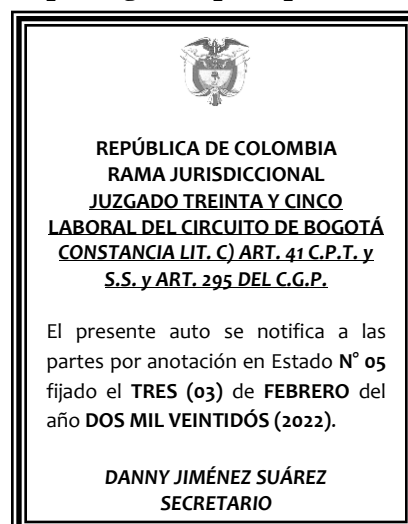 REPÚBLICA DE COLOMBIA
RAMA JURISDICCIONAL
JUZGADO TREINTA Y CINCO
LABORAL DEL CIRCUITO DE BOGOTÁ
CONSTANCIA LIT. C) ART. 41 C.P.T. y
S.S. y ART. 295 DEL C.G.P.
El presente auto se notifica a las
partes por anotación en Estado N° 05
fijado el TRES (03) de FEBRERO del
año DOS MIL VEINTIDÓS (2022).
DANNY JIMÉNEZ SUÁREZ
SECRETARIO